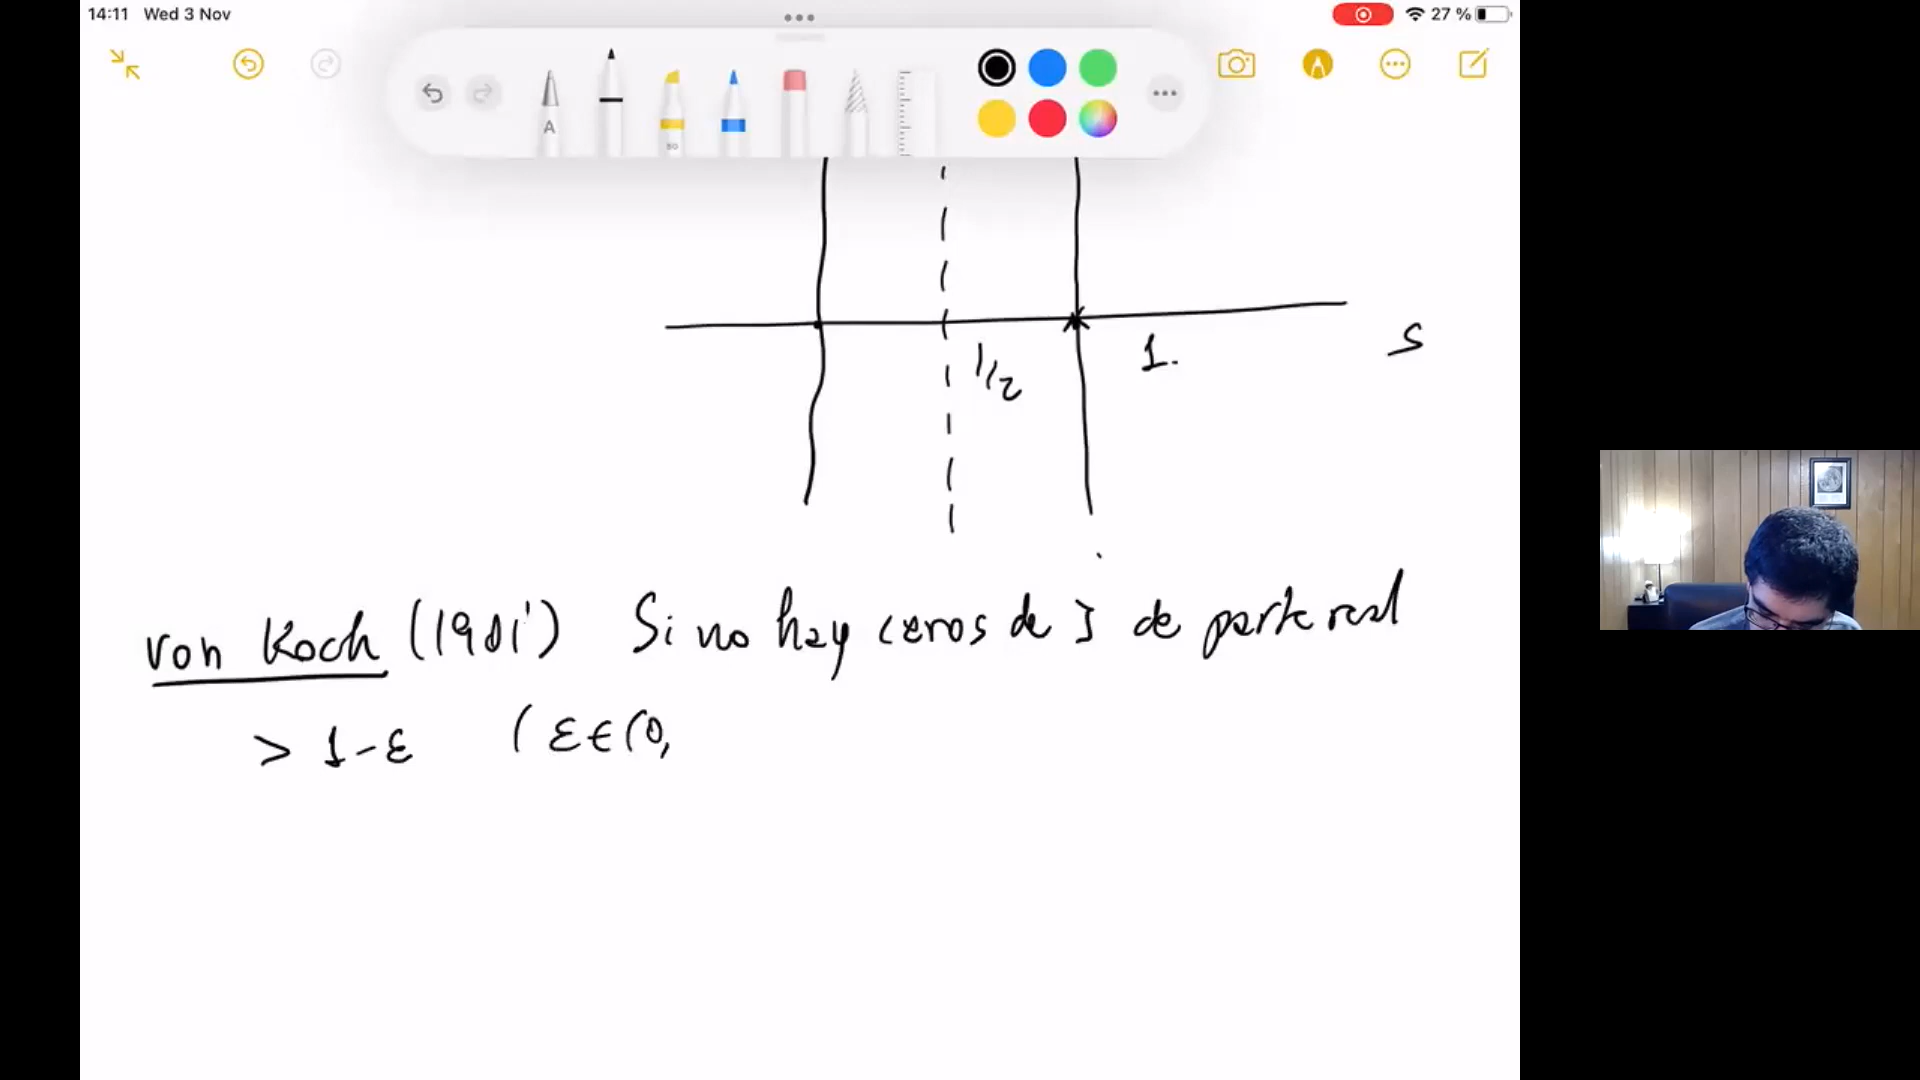 14:11 Wed 3 Nov
27 %
A
50
1/2
1.
s
von Koch (1901) Si no hay ceros de ζ de parte real
> 1-ε ( ε∈(0,